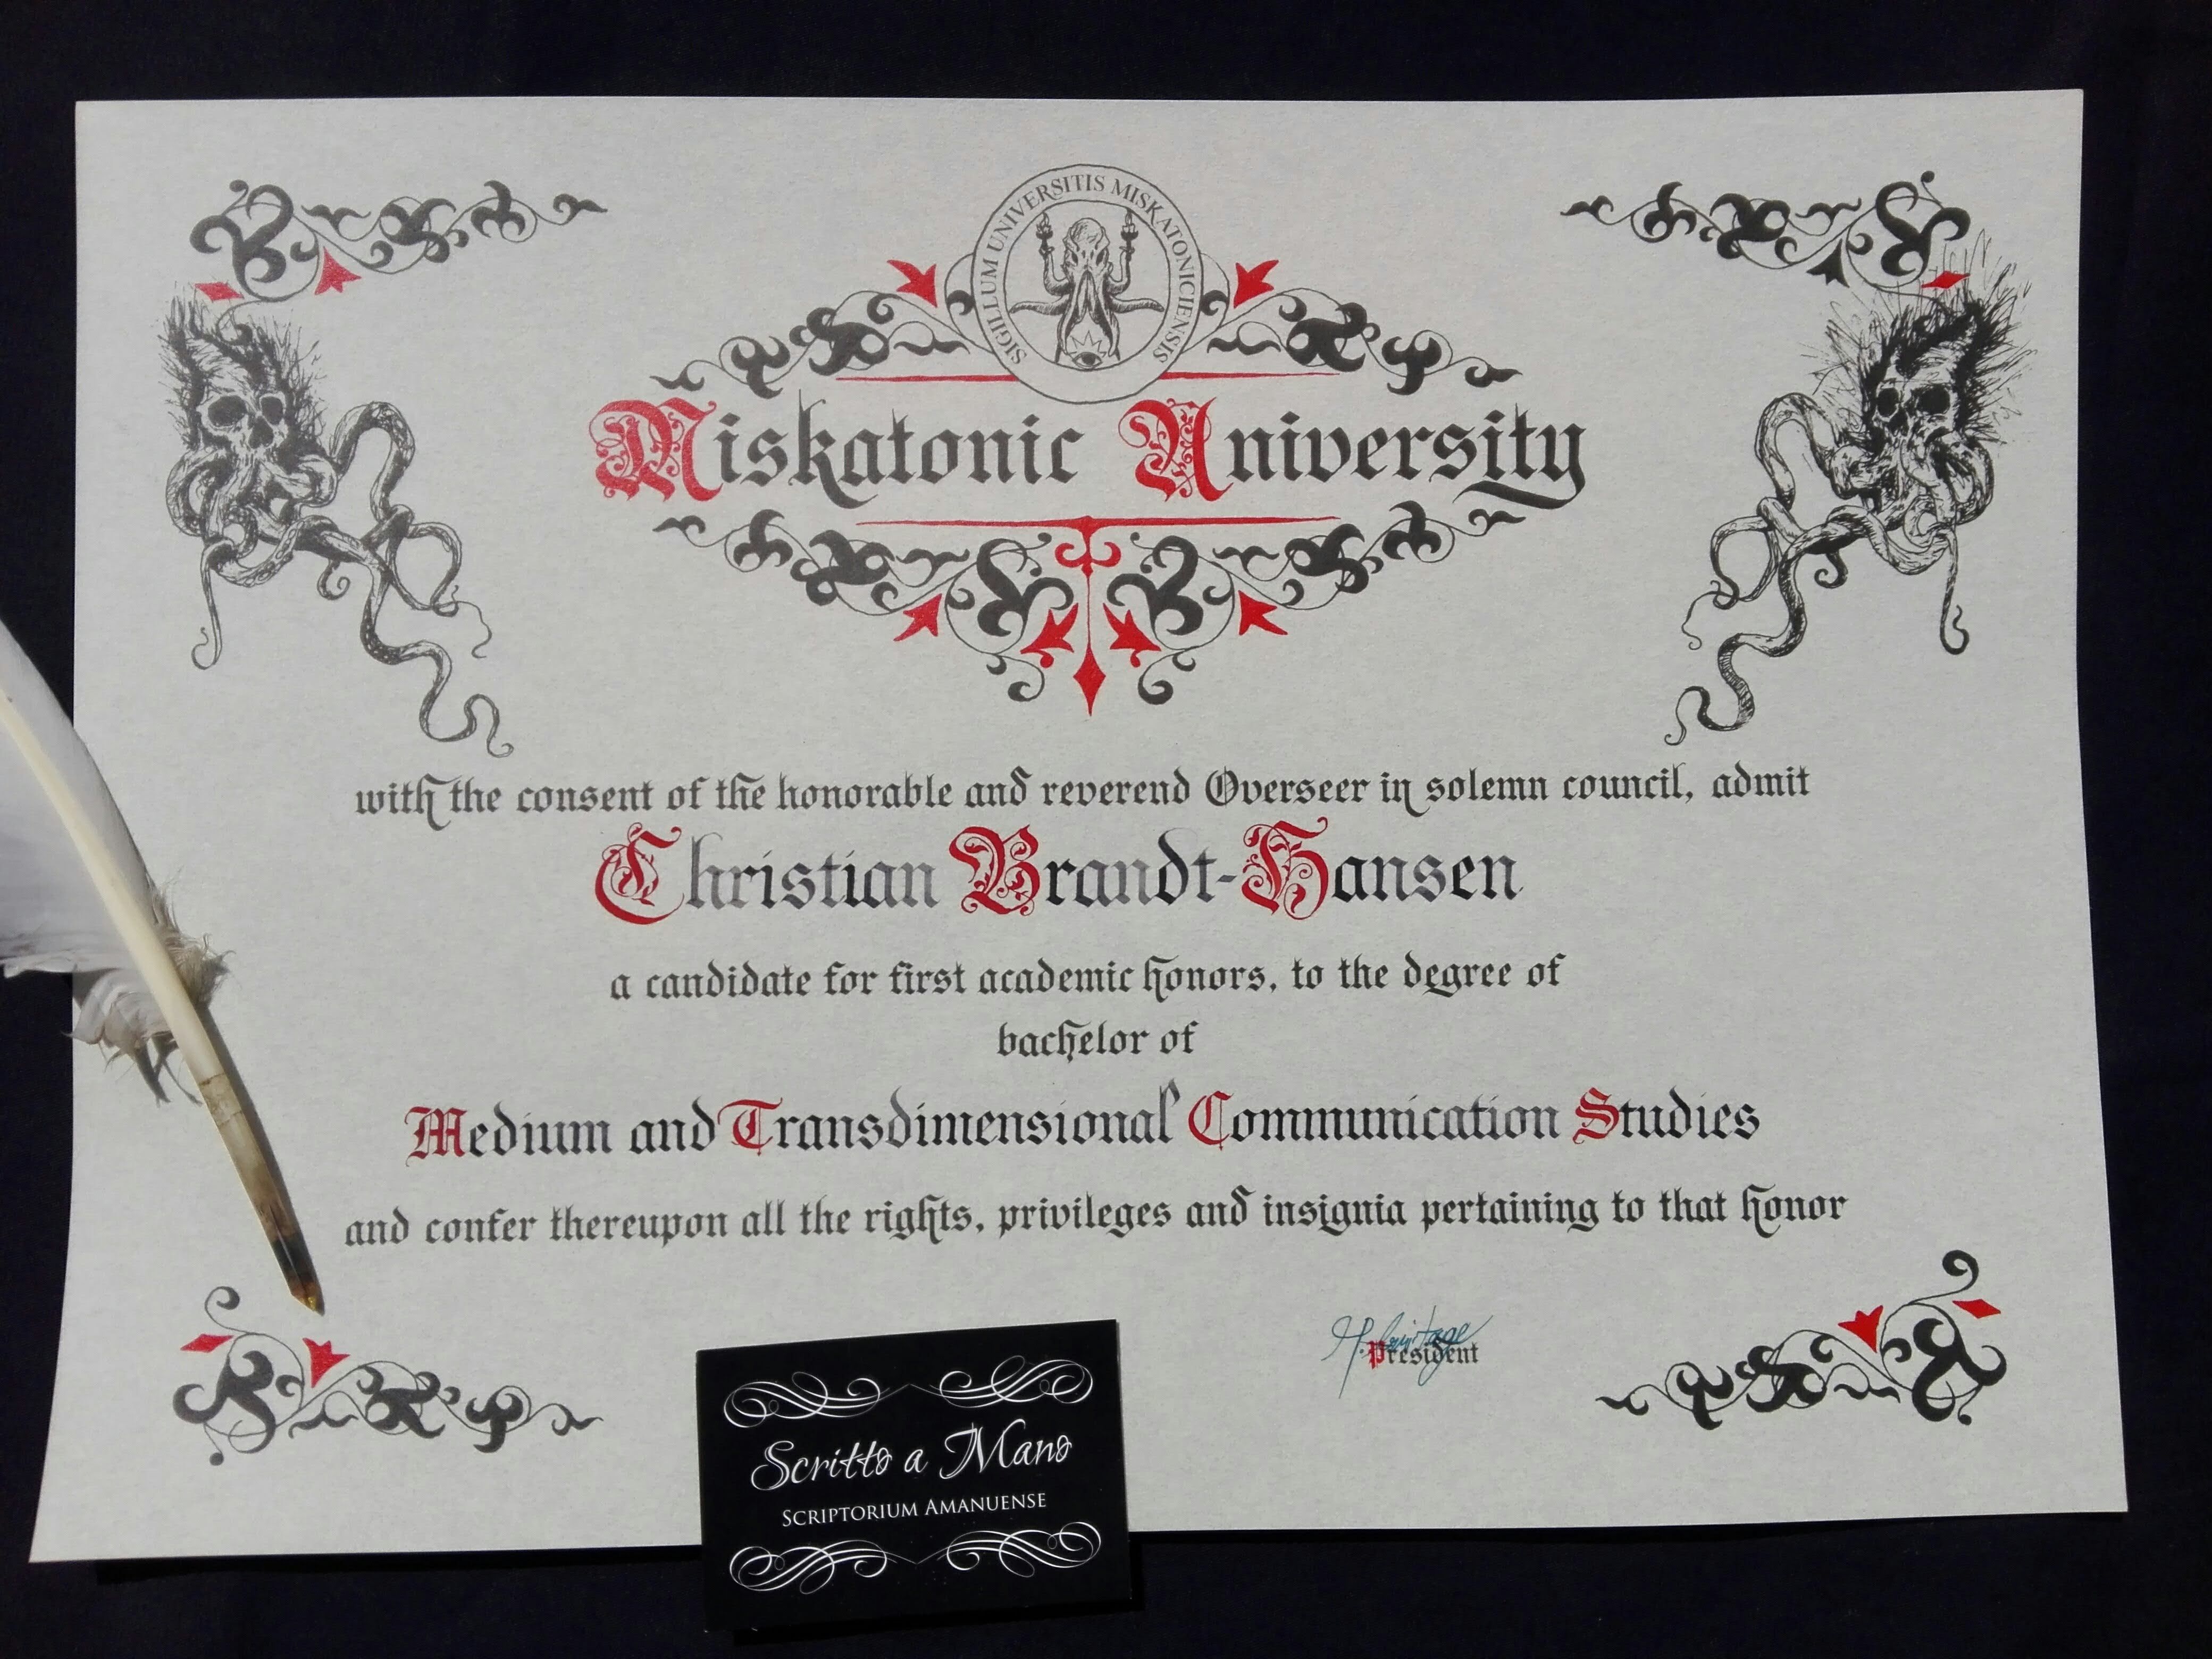 SIGILLUM UNIVERSITIS MISKATONICIENSIS
Miskatonic University
with the consent of the honorable and reverend Overseer in solemn council, admit
Christian Brandt-Hansen
a candidate for first academic honors, to the degree of
bachelor of
Medium and Transdimensional Communication Studies
and confer thereupon all the rights, privileges and insignia pertaining to that honor
H. Armitage
President
Scritto a Mano
SCRIPTORIUM AMANUENSE